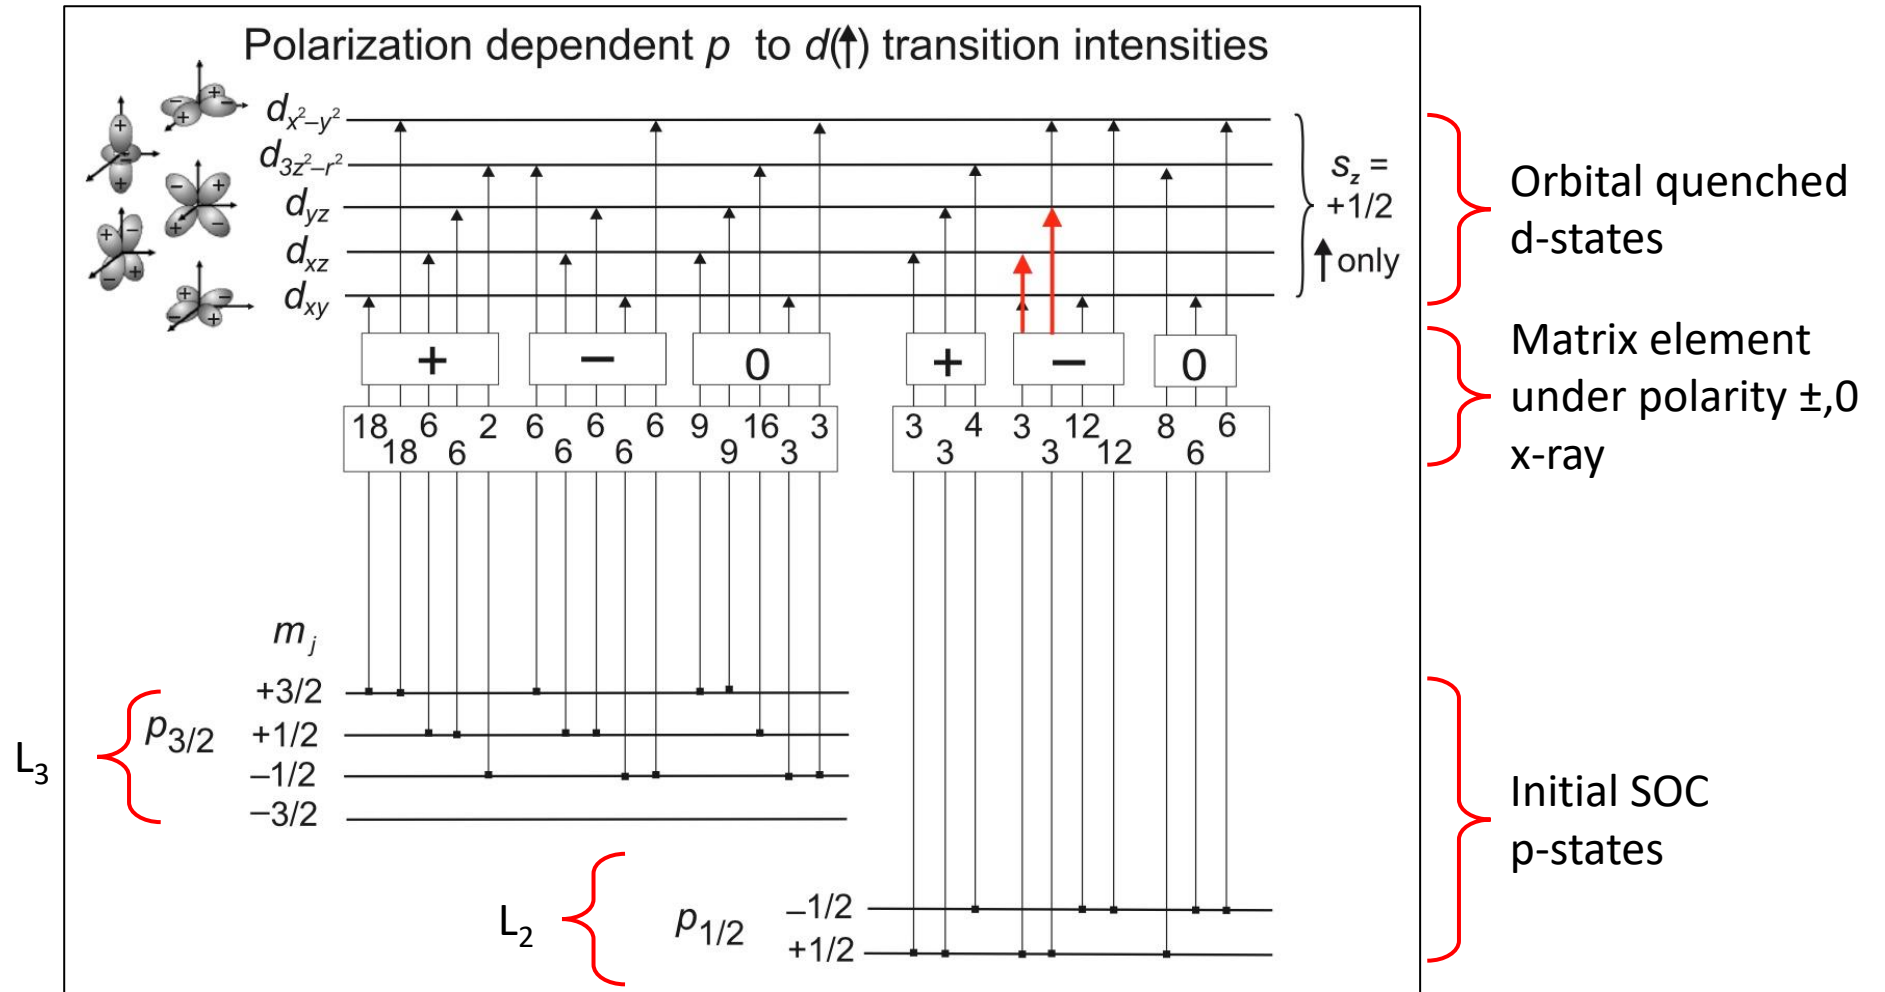 Polarization dependent p to d(↑) transition intensities
dx²–y²
d3z²–r²
dyz
dxz
dxy
sz =
+1/2
↑only
+ − 0 + − 0
18 6 2 6 6 6 9 16 3 3 4 3 12 8 6
18 6 6 6 9 3 3 3 12 6
mj
+3/2
+1/2
–1/2
–3/2
p3/2
L3
–1/2
+1/2
p1/2
L2
Orbital quenched
d-states
Matrix element
under polarity ±,0
x-ray
Initial SOC
p-states